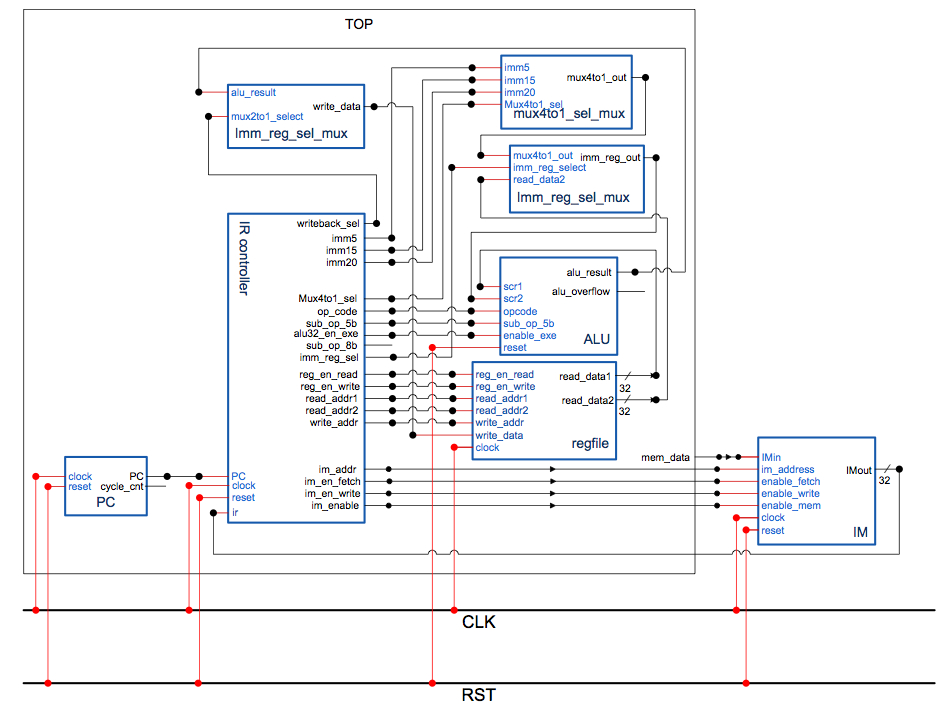 TOP
alu_result
mux2to1_select
write_data
Imm_reg_sel_mux
imm5
imm15
imm20
Mux4to1_sel
mux4to1_out
mux4to1_sel_mux
mux4to1_out
imm_reg_select
read_data2
imm_reg_out
Imm_reg_sel_mux
IR controller
writeback_sel
imm5
imm15
imm20
Mux4to1_sel
op_code
sub_op_5b
alu32_en_exe
sub_op_8b
imm_reg_sel
reg_en_read
reg_en_write
read_addr1
read_addr2
write_addr
im_addr
im_en_fetch
im_en_write
im_enable
PC
clock
reset
ir
scr1
scr2
opcode
sub_op_5b
enable_exe
reset
alu_result
alu_overflow
ALU
reg_en_read
reg_en_write
read_addr1
read_addr2
write_addr
write_data
clock
read_data1
32
read_data2
32
regfile
clock
reset
PC
cycle_cnt
PC
mem_data
IMin
im_address
enable_fetch
enable_write
enable_mem
clock
reset
IMout
32
IM
CLK
RST